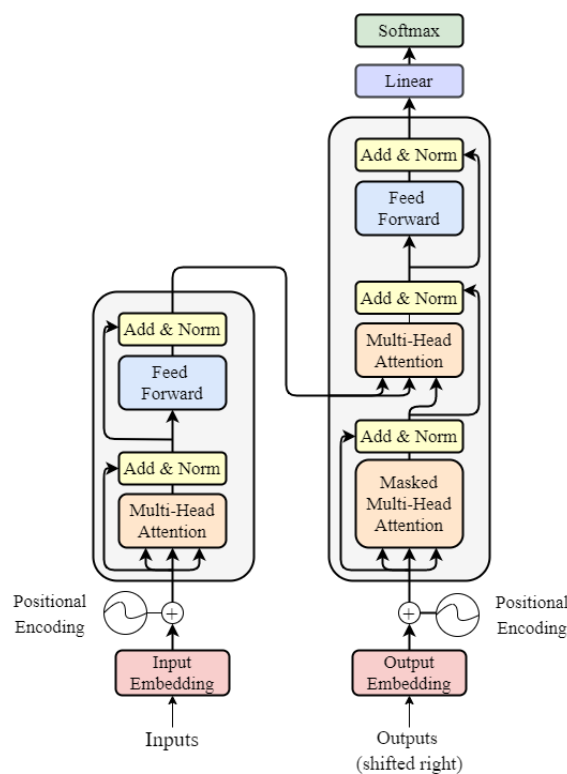 Softmax
Linear
Add & Norm
Feed
Forward
Add & Norm
Multi-Head
Attention
Add & Norm
Masked
Multi-Head
Attention
Add & Norm
Feed
Forward
Add & Norm
Multi-Head
Attention
Positional
Encoding
Positional
Encoding
Input
Embedding
Output
Embedding
Inputs
Outputs
(shifted right)